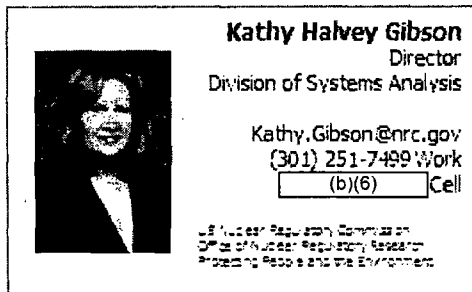 Kathy Halvey Gibson
Director
Division of Systems Analysis
Kathy.Gibson@nrc.gov
(301) 251-7499 Work
(b)(6) Cell
US Nuclear Regulatory Commission
Office of Nuclear Regulatory Research
Protecting People and the Environment